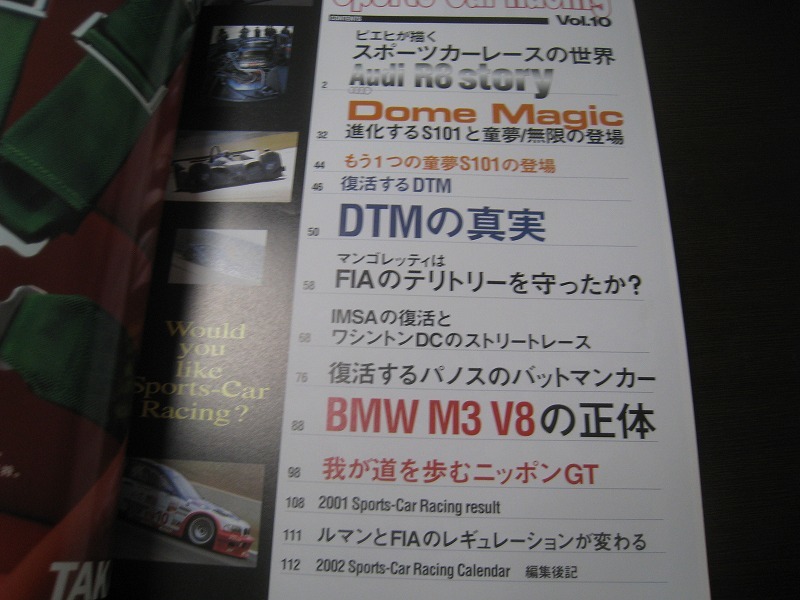 Sports-Car Racing
CONTENTS
Vol.10
ピエヒが描く
スポーツカーレースの世界
2 Audi R8 story
Dome Magic
32 進化するS101と童夢/無限の登場
44 もう1つの童夢S101の登場
46 復活するDTM
50 DTMの真実
マンゴレッティは
58 FIAのテリトリーを守ったか?
IMSAの復活と
68 ワシントンDCのストリートレース
76 復活するパノスのバットマンカー
88 BMW M3 V8の正体
98 我が道を歩むニッポンGT
108 2001 Sports-Car Racing result
111 ルマンとFIAのレギュレーションが変わる
112 2002 Sports-Car Racing Calendar 編集後記
Would
you
like
Sports-Car
Racing?
TAK